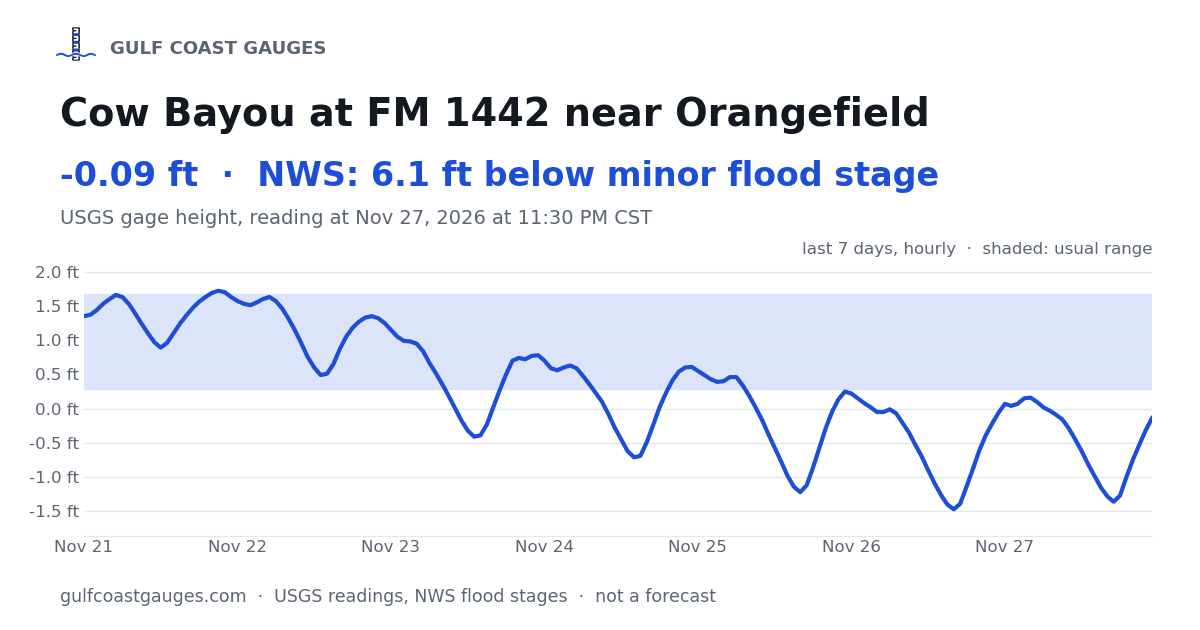 GULF COAST GAUGES
Cow Bayou at FM 1442 near Orangefield
-0.09 ft · NWS: 6.1 ft below minor flood stage
USGS gage height, reading at Nov 27, 2026 at 11:30 PM CST
last 7 days, hourly · shaded: usual range
2.0 ft
1.5 ft
1.0 ft
0.5 ft
0.0 ft
-0.5 ft
-1.0 ft
-1.5 ft
Nov 21 Nov 22 Nov 23 Nov 24 Nov 25 Nov 26 Nov 27
gulfcoastgauges.com · USGS readings, NWS flood stages · not a forecast